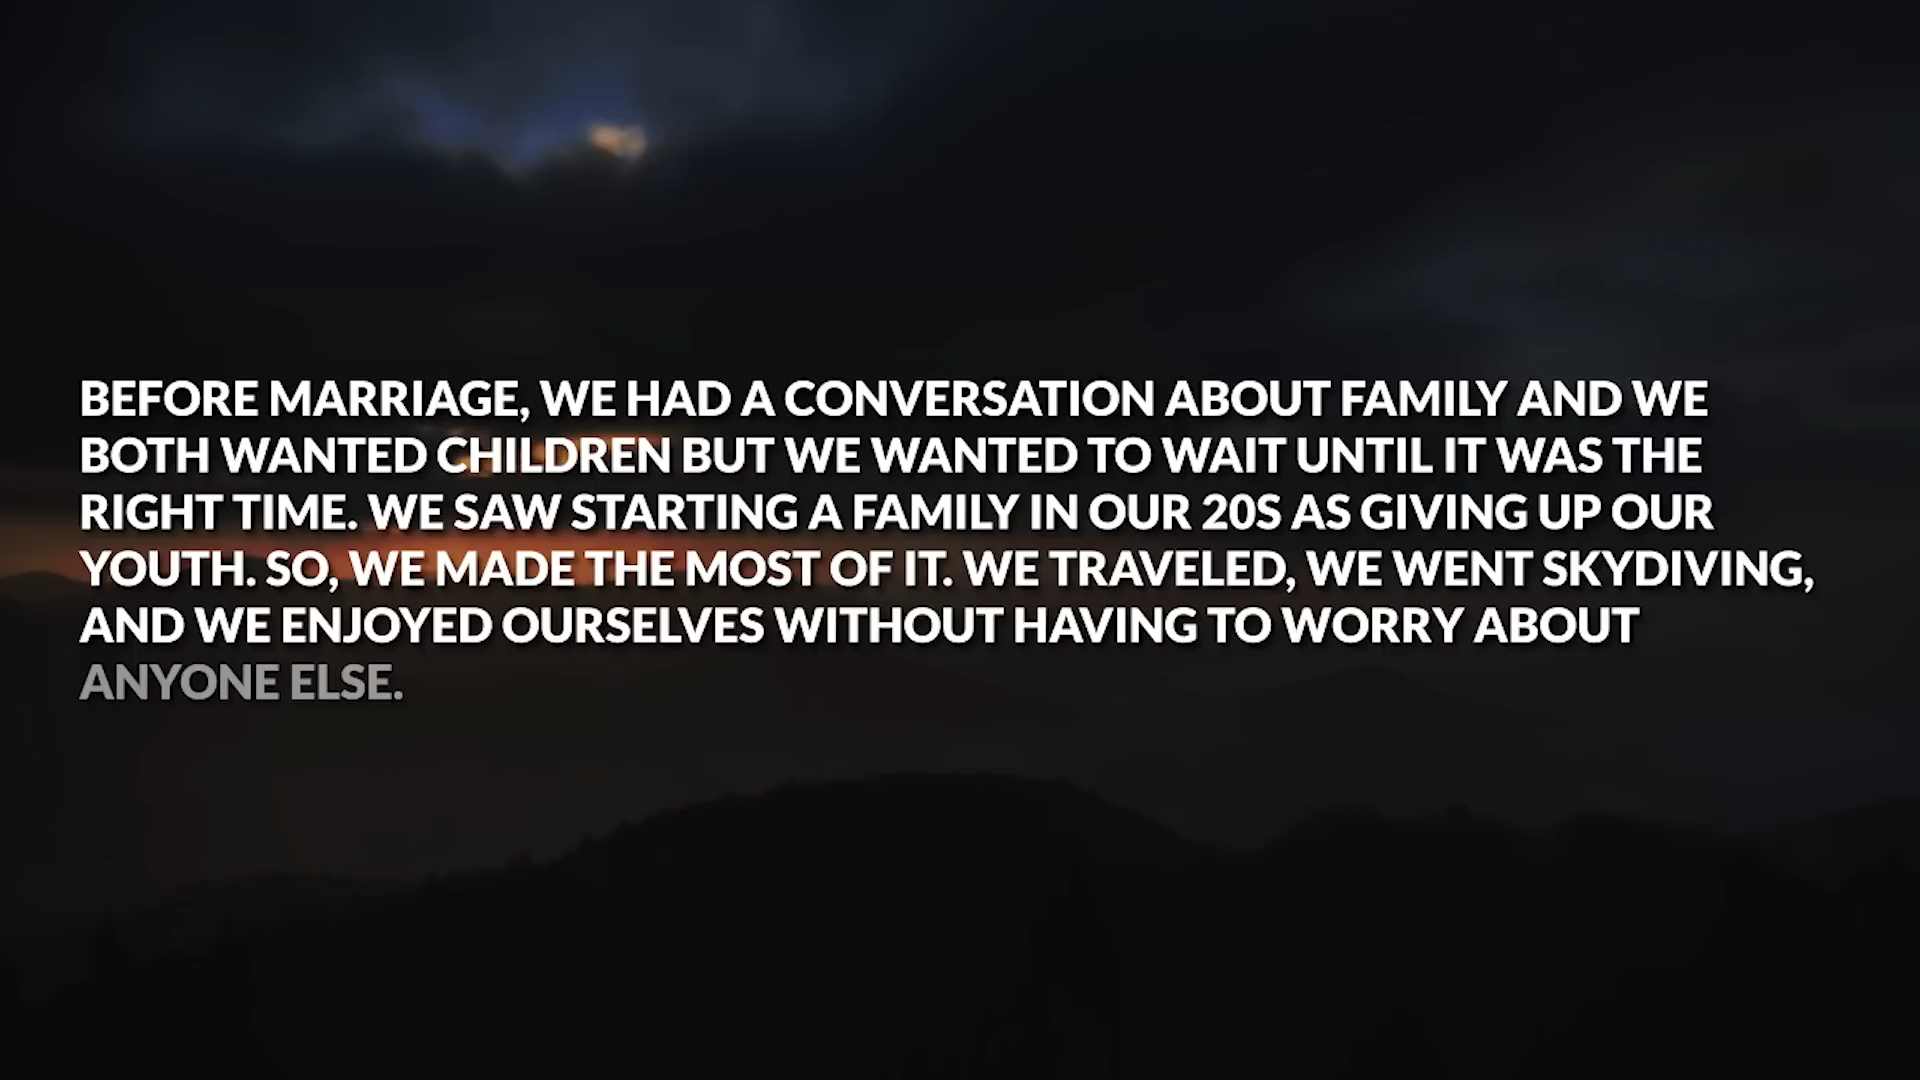 BEFORE MARRIAGE, WE HAD A CONVERSATION ABOUT FAMILY AND WE
BOTH WANTED CHILDREN BUT WE WANTED TO WAIT UNTIL IT WAS THE
RIGHT TIME. WE SAW STARTING A FAMILY IN OUR 20S AS GIVING UP OUR
YOUTH. SO, WE MADE THE MOST OF IT. WE TRAVELED, WE WENT SKYDIVING,
AND WE ENJOYED OURSELVES WITHOUT HAVING TO WORRY ABOUT
ANYONE ELSE.